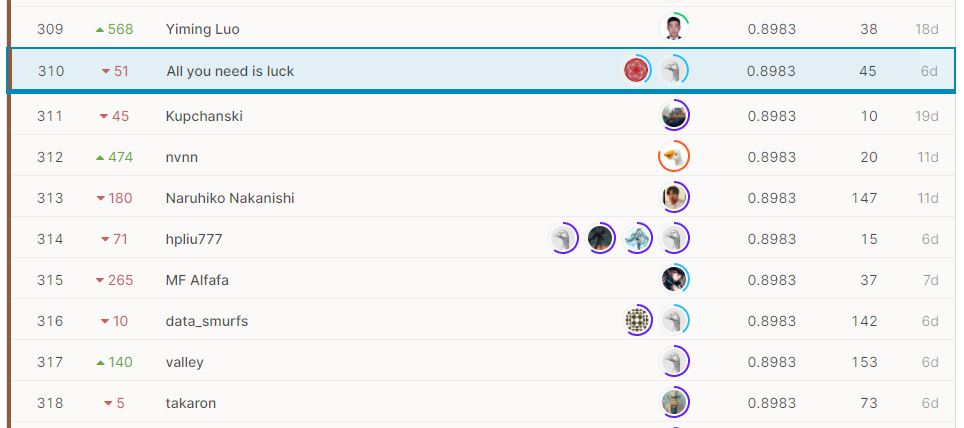 309 568 Yiming Luo 0.8983 38 18d
310 51 All you need is luck 0.8983 45 6d
311 45 Kupchanski 0.8983 10 19d
312 474 nvnn 0.8983 20 11d
313 180 Naruhiko Nakanishi 0.8983 147 11d
314 71 hpliu777 0.8983 15 6d
315 265 MF Alfafa 0.8983 37 7d
316 10 data_smurfs 0.8983 142 6d
317 140 valley 0.8983 153 6d
318 5 takaron 0.8983 73 6d